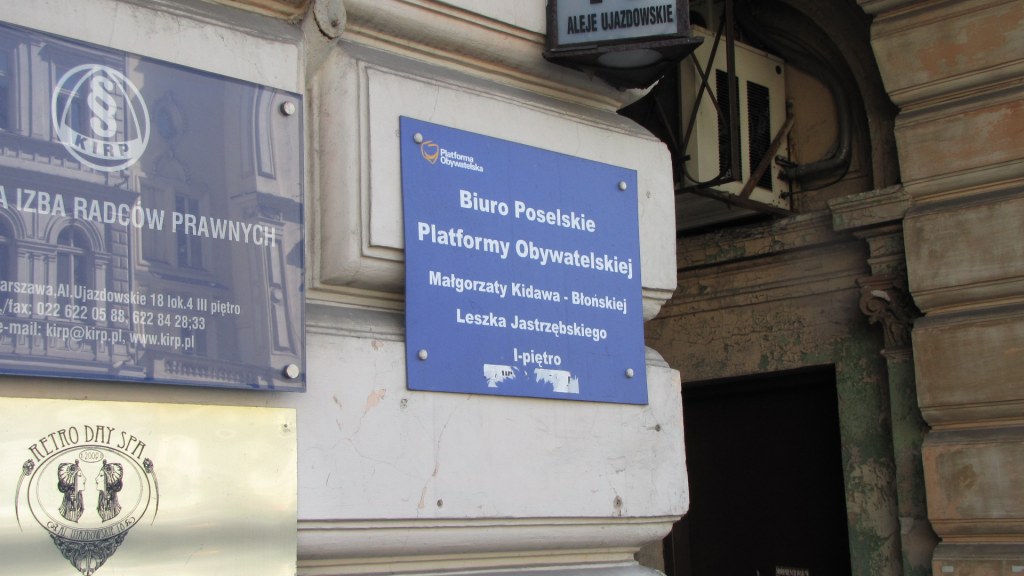 ALEJE UJAZDOWSKIE
§
KIRP
A IZBA RADCÓW PRAWNYCH
arszawa,Al.Ujazdowskie 18 lok.4 III piętro
/fax: 022 622 05 88, 622 84 28;33
e-mail: kirp@kirp.pl, www.kirp.pl
Platforma
Obywatelska
Biuro Poselskie
Platformy Obywatelskiej
Małgorzaty Kidawa - Błońskiej
Leszka Jastrzębskiego
I-piętro
RETRO DAY SPA